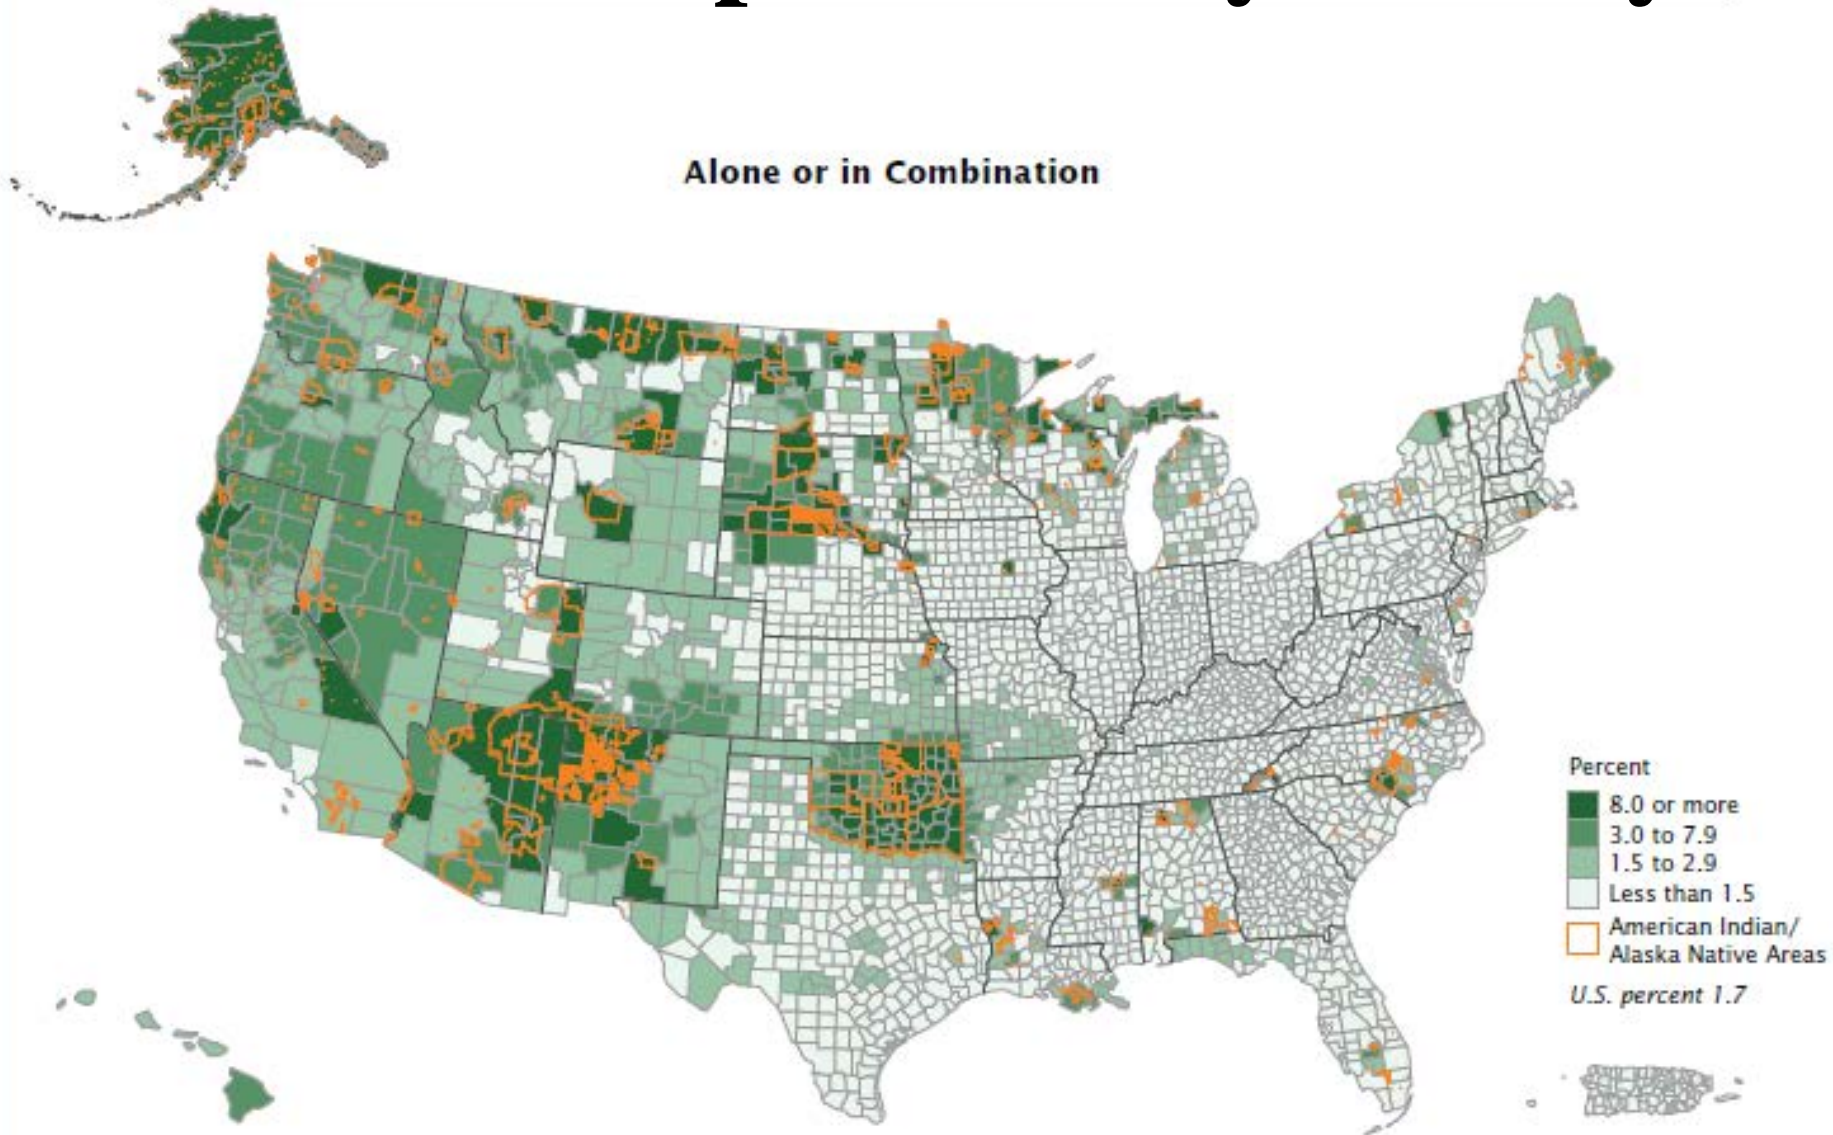 Alone or in Combination
Percent
8.0 or more
3.0 to 7.9
1.5 to 2.9
Less than 1.5
American Indian/
Alaska Native Areas
U.S. percent 1.7